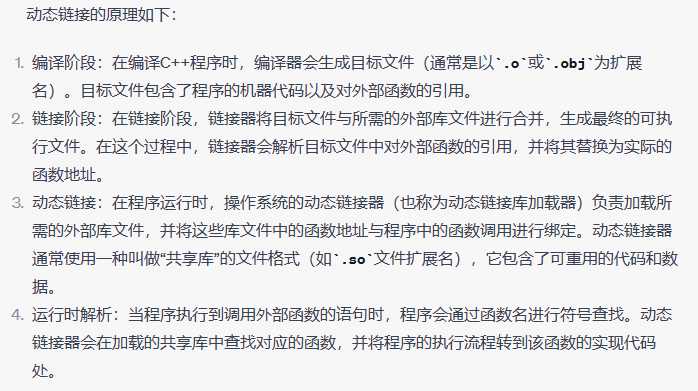 动态链接的原理如下：
1. 编译阶段：在编译C++程序时，编译器会生成目标文件（通常是以`.o`或`.obj`为扩展
名）。目标文件包含了程序的机器代码以及对外部函数的引用。
2. 链接阶段：在链接阶段，链接器将目标文件与所需的外部库文件进行合并，生成最终的可执
行文件。在这个过程中，链接器会解析目标文件中对外部函数的引用，并将其替换为实际的
函数地址。
3. 动态链接：在程序运行时，操作系统的动态链接器（也称为动态链接库加载器）负责加载所
需的外部库文件，并将这些库文件中的函数地址与程序中的函数调用进行绑定。动态链接器
通常使用一种叫做“共享库”的文件格式（如`.so`文件扩展名），它包含了可重用的代码和数
据。
4. 运行时解析：当程序执行到调用外部函数的语句时，程序会通过函数名进行符号查找。动态
链接器会在加载的共享库中查找对应的函数，并将程序的执行流程转到该函数的实现代码
处。